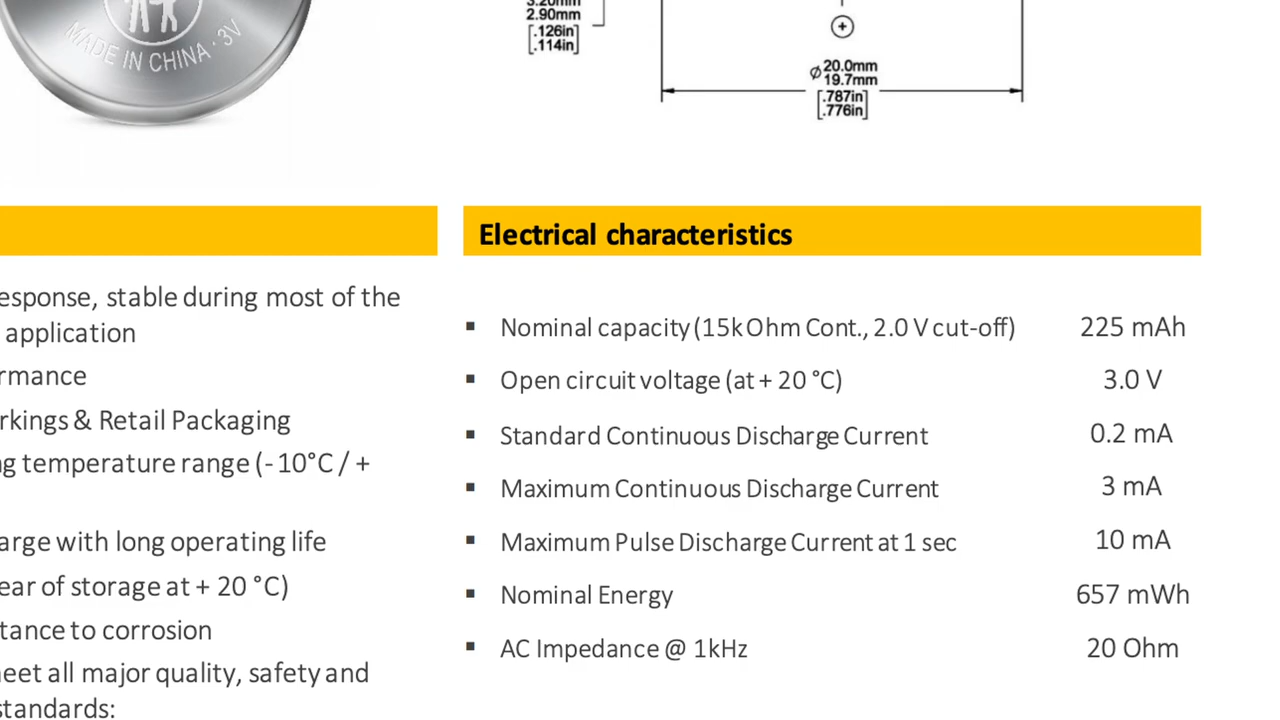 MADE IN CHINA · 3V
3.20mm
2.90mm
[.126in]
[.114in]
+
⌀20.0mm
19.7mm
[.787in]
[.776in]
esponse, stable during most of the
application
rmance
rkings & Retail Packaging
ng temperature range (- 10°C / +
arge with long operating life
ear of storage at + 20 °C)
tance to corrosion
meet all major quality, safety and
standards:
Electrical characteristics
▪ Nominal capacity (15k Ohm Cont., 2.0 V cut-off) 225 mAh
▪ Open circuit voltage (at + 20 °C) 3.0 V
▪ Standard Continuous Discharge Current 0.2 mA
▪ Maximum Continuous Discharge Current 3 mA
▪ Maximum Pulse Discharge Current at 1 sec 10 mA
▪ Nominal Energy 657 mWh
▪ AC Impedance @ 1kHz 20 Ohm